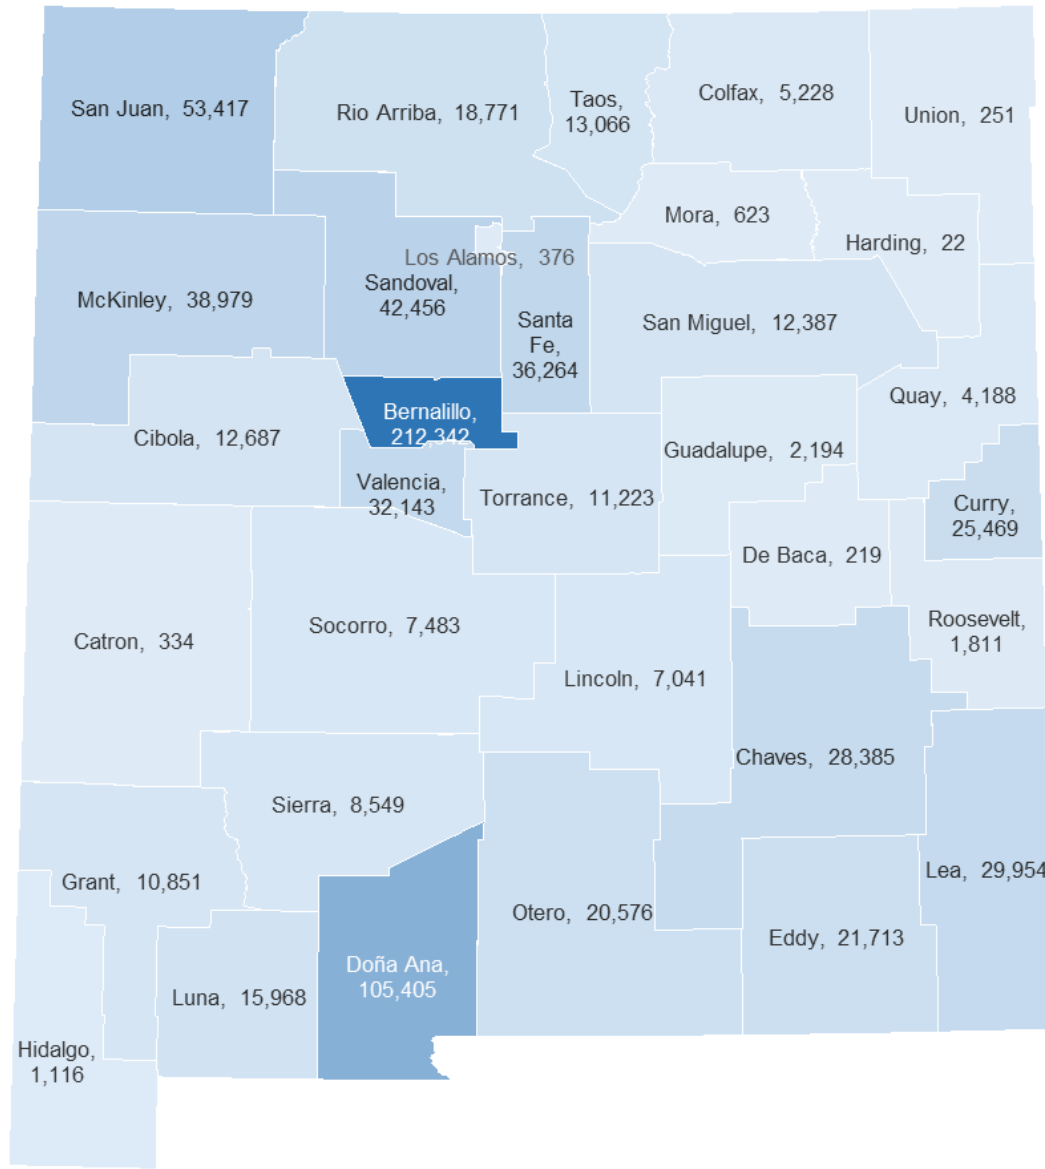 San Juan, 53,417
Rio Arriba, 18,771
Taos,
13,066
Colfax, 5,228
Union, 251
Mora, 623
Harding, 22
Los Alamos, 376
McKinley, 38,979
Sandoval,
42,456
Santa
Fe,
36,264
San Miguel, 12,387
Quay, 4,188
Bernalillo,
212,342
Cibola, 12,687
Guadalupe, 2,194
Valencia,
32,143
Torrance, 11,223
Curry,
25,469
De Baca, 219
Catron, 334
Socorro, 7,483
Roosevelt,
1,811
Lincoln, 7,041
Chaves, 28,385
Sierra, 8,549
Lea, 29,954
Grant, 10,851
Otero, 20,576
Eddy, 21,713
Doña Ana,
105,405
Luna, 15,968
Hidalgo,
1,116